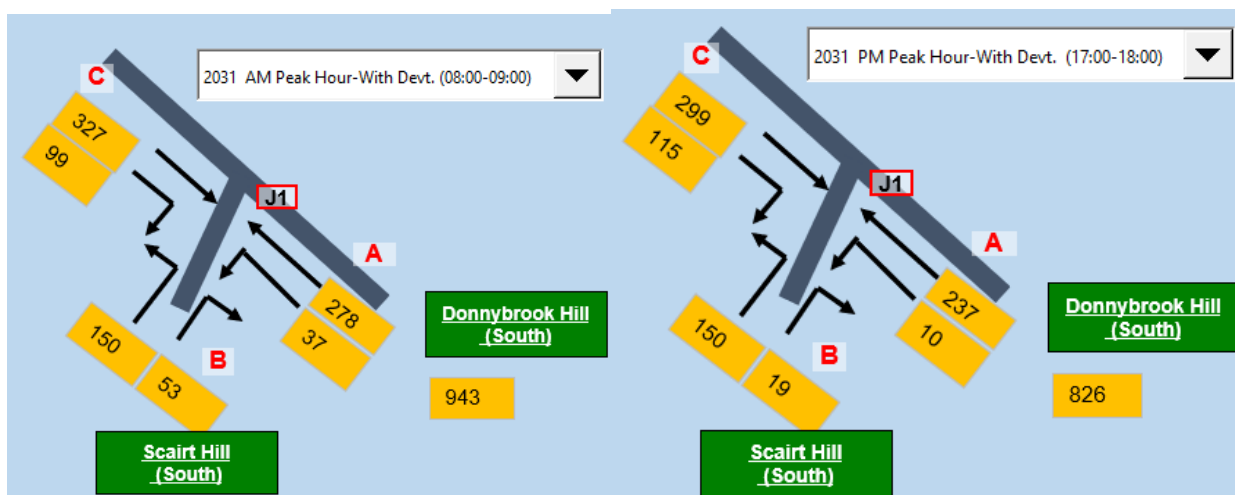 2031 AM Peak Hour-With Devt. (08:00-09:00)
C
327
99
J1
A
278
37
Donnybrook Hill
(South)
943
150
53
B
Scairt Hill
(South)
2031 PM Peak Hour-With Devt. (17:00-18:00)
C
299
115
J1
A
237
10
Donnybrook Hill
(South)
826
150
19
B
Scairt Hill
(South)